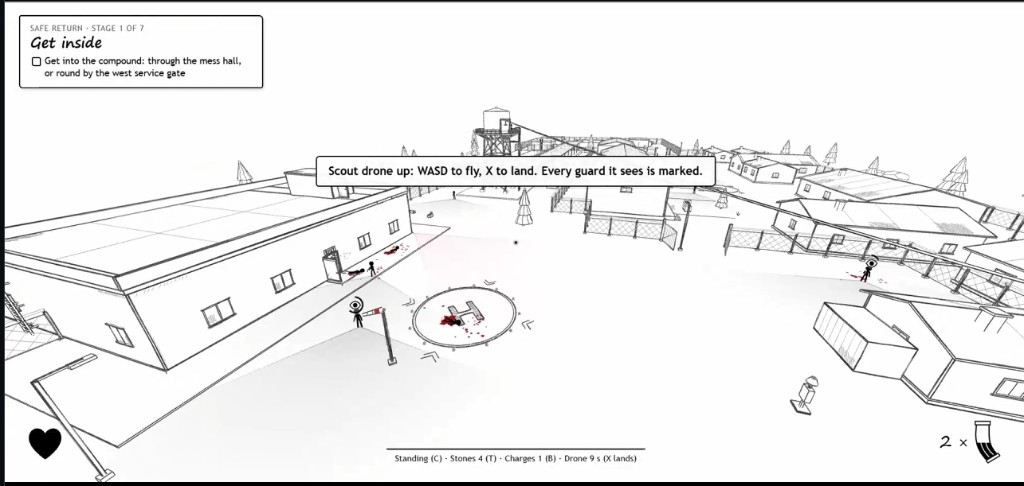 SAFE RETURN · STAGE 1 OF 7
Get inside
Get into the compound: through the mess hall,
or round by the west service gate
Scout drone up: WASD to fly, X to land. Every guard it sees is marked.
H
2 ×
Standing (C) · Stones 4 (T) · Charges 1 (B) · Drone 9 s (X lands)